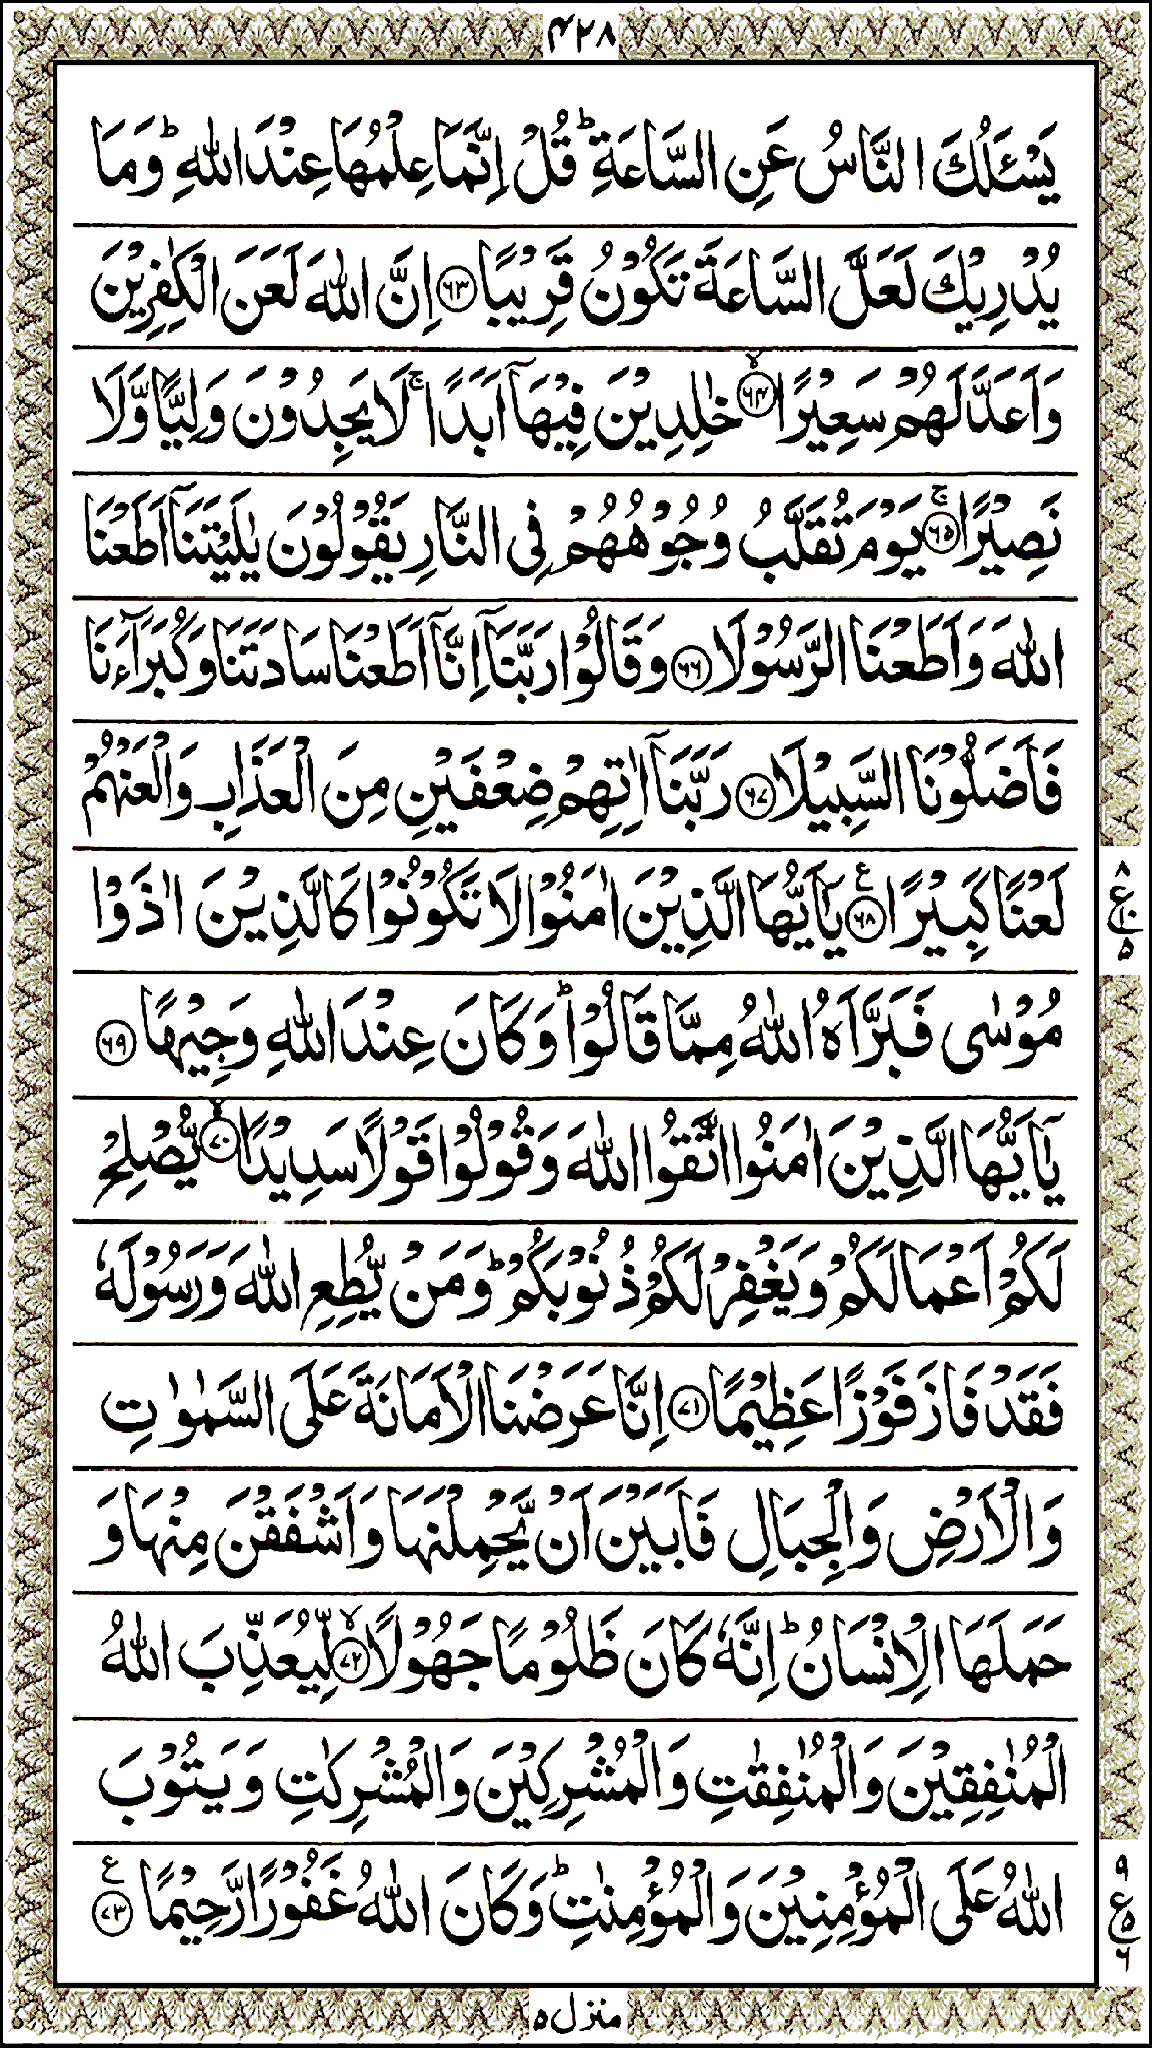 ۴۲۸
يَسْـَٔلُكَ النَّاسُ عَنِ السَّاعَةِ ؕ قُلْ اِنَّمَا عِلْمُهَا عِنْدَ اللّٰهِ ؕ وَمَا
يُدْرِيْكَ لَعَلَّ السَّاعَةَ تَكُوْنُ قَرِيْبًا ۶۳ اِنَّ اللّٰهَ لَعَنَ الْكٰفِرِيْنَ
وَاَعَدَّ لَهُمْ سَعِيْرًا ۙ ۶۴ خٰلِدِيْنَ فِيْهَاۤ اَبَدًا ۚ لَا يَجِدُوْنَ وَلِيًّا وَّلَا
نَصِيْرًا ۚ ۶۵ يَوْمَ تُقَلَّبُ وُجُوْهُهُمْ فِى النَّارِ يَقُوْلُوْنَ يٰلَيْتَنَاۤ اَطَعْنَا
اللّٰهَ وَاَطَعْنَا الرَّسُوْلَا ۶۶ وَقَالُوْا رَبَّنَاۤ اِنَّاۤ اَطَعْنَا سَادَتَنَا وَكُبَرَآءَنَا
فَاَضَلُّوْنَا السَّبِيْلَا ۶۷ رَبَّنَاۤ اٰتِهِمْ ضِعْفَيْنِ مِنَ الْعَذَابِ وَالْعَنْهُمْ
لَعْنًا كَبِيْرًا ۶۸ ع يٰۤاَيُّهَا الَّذِيْنَ اٰمَنُوْا لَا تَكُوْنُوْا كَالَّذِيْنَ اٰذَوْا
۸ ع ۱۰ ۵
مُوْسٰى فَبَرَّاَهُ اللّٰهُ مِمَّا قَالُوْا ؕ وَكَانَ عِنْدَ اللّٰهِ وَجِيْهًا ۶۹
يٰۤاَيُّهَا الَّذِيْنَ اٰمَنُوا اتَّقُوا اللّٰهَ وَقُوْلُوْا قَوْلًا سَدِيْدًا ۙ ۷۰ يُّصْلِحْ
لَكُمْ اَعْمَالَكُمْ وَيَغْفِرْ لَكُمْ ذُنُوْبَكُمْ ؕ وَمَنْ يُّطِعِ اللّٰهَ وَرَسُوْلَهٗ
فَقَدْ فَازَ فَوْزًا عَظِيْمًا ۷۱ اِنَّا عَرَضْنَا الْاَمَانَةَ عَلَى السَّمٰوٰتِ
وَالْاَرْضِ وَالْجِبَالِ فَاَبَيْنَ اَنْ يَّحْمِلْنَهَا وَاَشْفَقْنَ مِنْهَا وَ
حَمَلَهَا الْاِنْسَانُ ؕ اِنَّهٗ كَانَ ظَلُوْمًا جَهُوْلًا ۙ ۷۲ لِّيُعَذِّبَ اللّٰهُ
الْمُنٰفِقِيْنَ وَالْمُنٰفِقٰتِ وَالْمُشْرِكِيْنَ وَالْمُشْرِكٰتِ وَيَتُوْبَ
اللّٰهُ عَلَى الْمُؤْمِنِيْنَ وَالْمُؤْمِنٰتِ ؕ وَكَانَ اللّٰهُ غَفُوْرًا رَّحِيْمًا ۷۳ ع
۹ ع ۵ ۶
منزل ۵